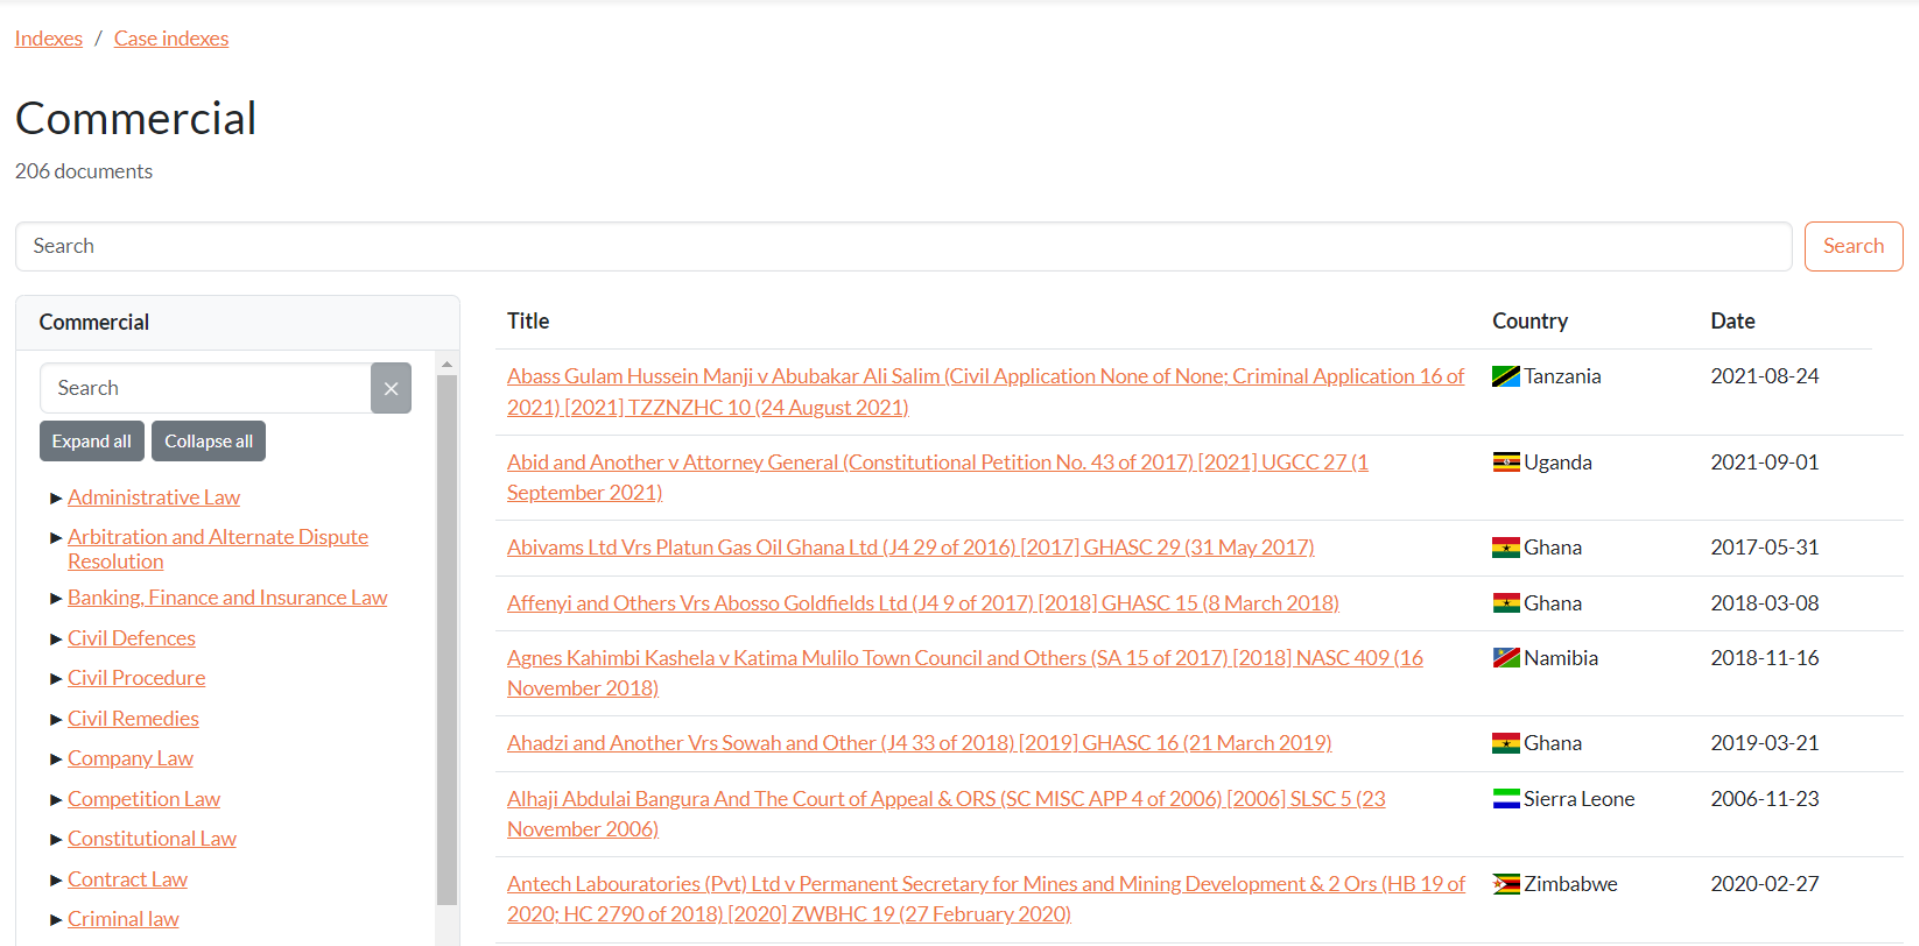 Indexes / Case indexes
Commercial
206 documents
Search
Search
Commercial
Search
×
Expand all Collapse all
► Administrative Law
► Arbitration and Alternate Dispute
Resolution
► Banking, Finance and Insurance Law
► Civil Defences
► Civil Procedure
► Civil Remedies
► Company Law
► Competition Law
► Constitutional Law
► Contract Law
► Criminal law
Title Country Date
Abass Gulam Hussein Manji v Abubakar Ali Salim (Civil Application None of None; Criminal Application 16 of Tanzania 2021-08-24
2021) [2021] TZZNZHC 10 (24 August 2021)
Abid and Another v Attorney General (Constitutional Petition No. 43 of 2017) [2021] UGCC 27 (1 Uganda 2021-09-01
September 2021)
Abivams Ltd Vrs Platun Gas Oil Ghana Ltd (J4 29 of 2016) [2017] GHASC 29 (31 May 2017) Ghana 2017-05-31
Affenyi and Others Vrs Abosso Goldfields Ltd (J4 9 of 2017) [2018] GHASC 15 (8 March 2018) Ghana 2018-03-08
Agnes Kahimbi Kashela v Katima Mulilo Town Council and Others (SA 15 of 2017) [2018] NASC 409 (16 Namibia 2018-11-16
November 2018)
Ahadzi and Another Vrs Sowah and Other (J4 33 of 2018) [2019] GHASC 16 (21 March 2019) Ghana 2019-03-21
Alhaji Abdulai Bangura And The Court of Appeal & ORS (SC MISC APP 4 of 2006) [2006] SLSC 5 (23 Sierra Leone 2006-11-23
November 2006)
Antech Labouratories (Pvt) Ltd v Permanent Secretary for Mines and Mining Development & 2 Ors (HB 19 of Zimbabwe 2020-02-27
2020; HC 2790 of 2018) [2020] ZWBHC 19 (27 February 2020)